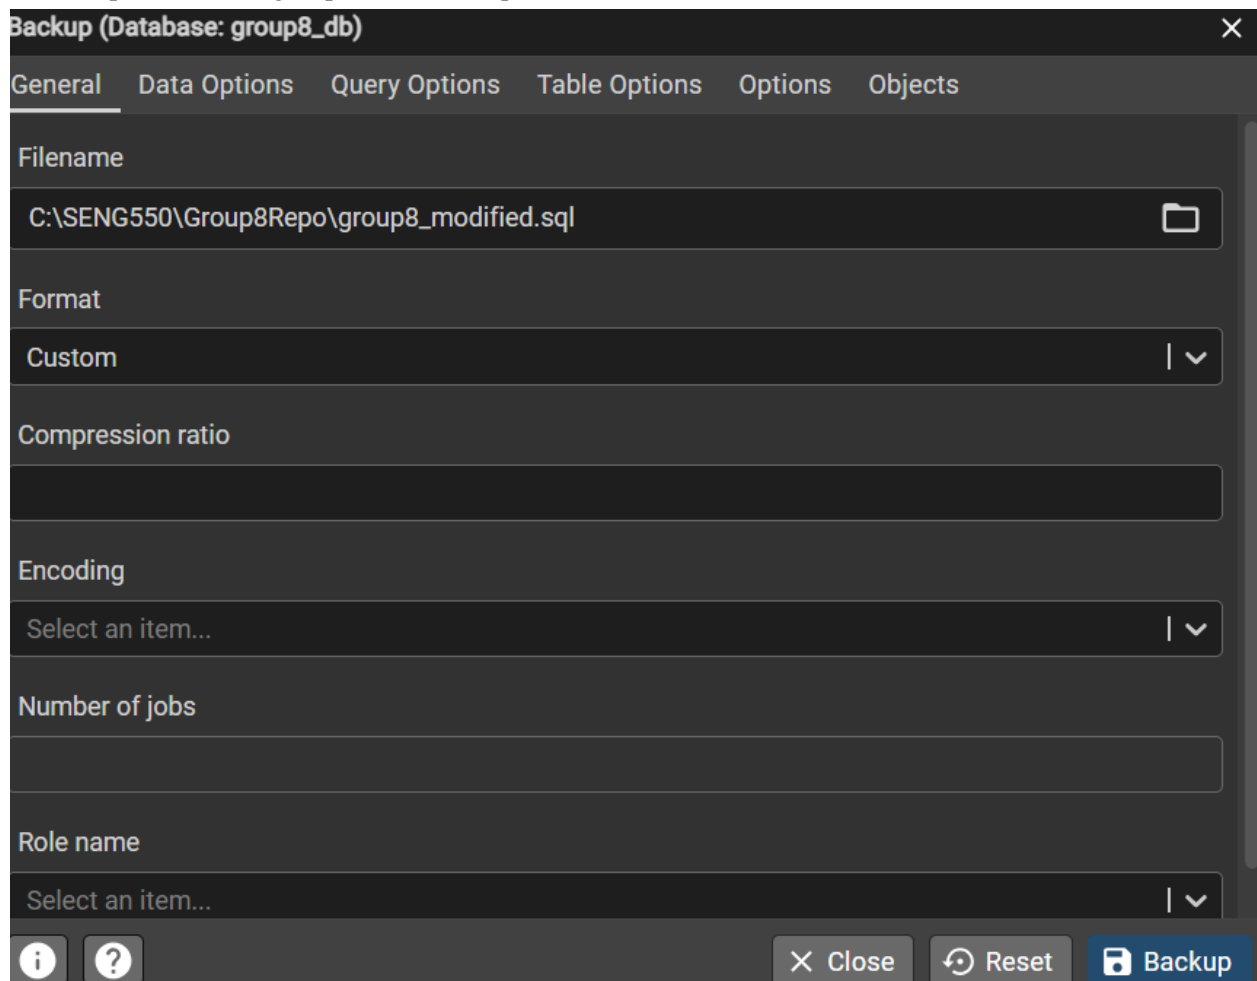 Backup (Database: group8_db)
General Data Options Query Options Table Options Options Objects
Filename
C:\SENG550\Group8Repo\group8_modified.sql
Format
Custom
Compression ratio
Encoding
Select an item...
Number of jobs
Role name
Select an item...
Close Reset Backup